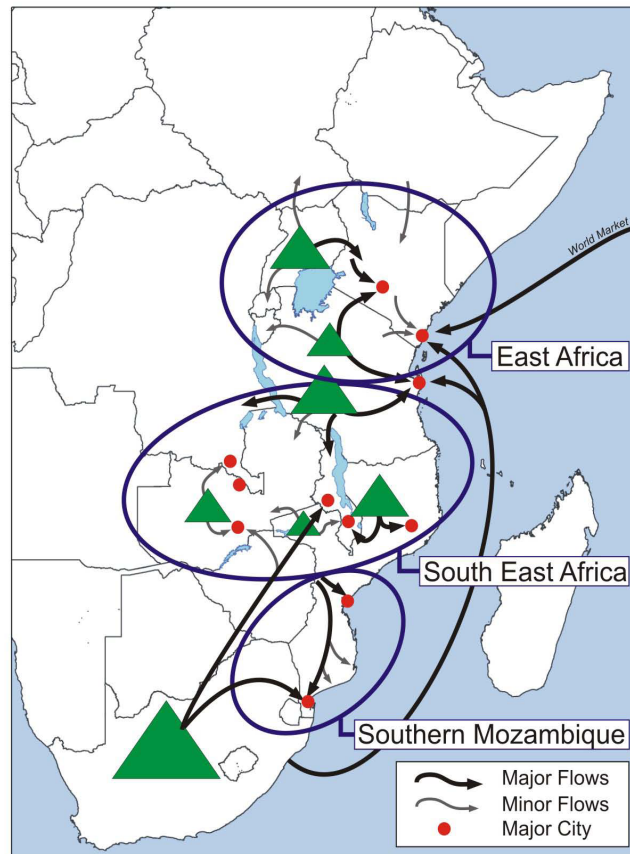 World Market
East Africa
South East Africa
Southern Mozambique
Major Flows
Minor Flows
Major City